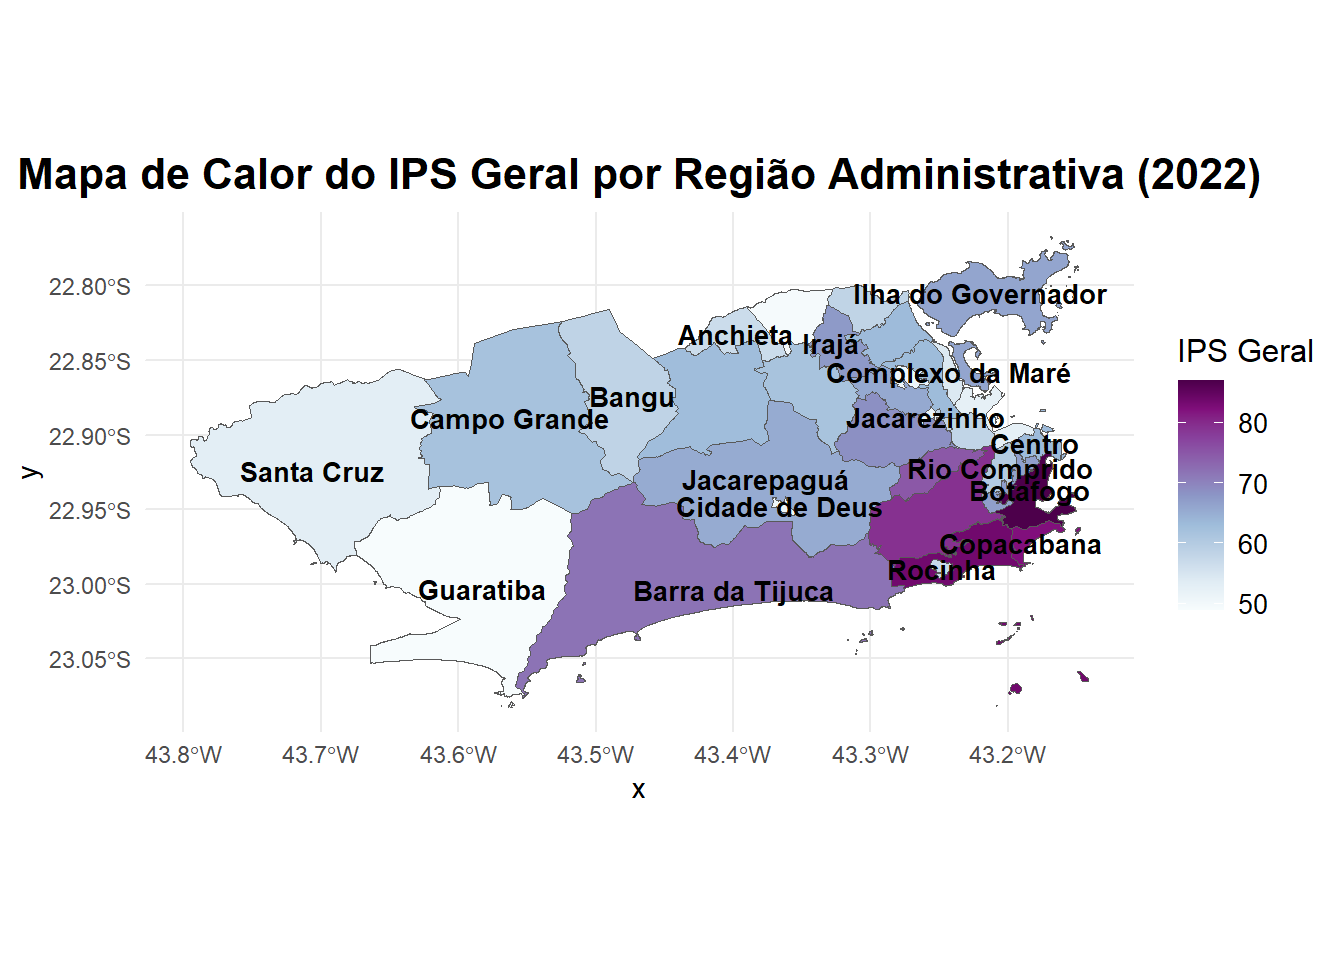 Mapa de Calor do IPS Geral por Região Administrativa (2022)
22.80°S
22.85°S
22.90°S
22.95°S
23.00°S
23.05°S
y
Ilha do Governador
Anchieta
Irajá
Complexo da Maré
Bangu
Campo Grande
Jacarezinho
Centro
Santa Cruz
Rio Comprido
Jacarepaguá
Botafogo
Cidade de Deus
Copacabana
Rocinha
Guaratiba
Barra da Tijuca
43.8°W
43.7°W
43.6°W
43.5°W
43.4°W
43.3°W
43.2°W
x
IPS Geral
80
70
60
50